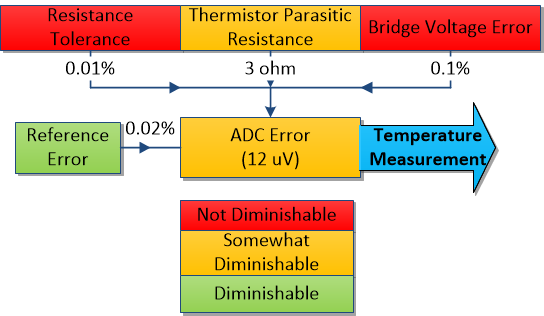 Resistance
Tolerance
Thermistor Parasitic
Resistance
Bridge Voltage Error
0.01%
3 ohm
0.1%
Reference
Error
0.02%
ADC Error
(12 uV)
Temperature
Measurement
Not Diminishable
Somewhat
Diminishable
Diminishable